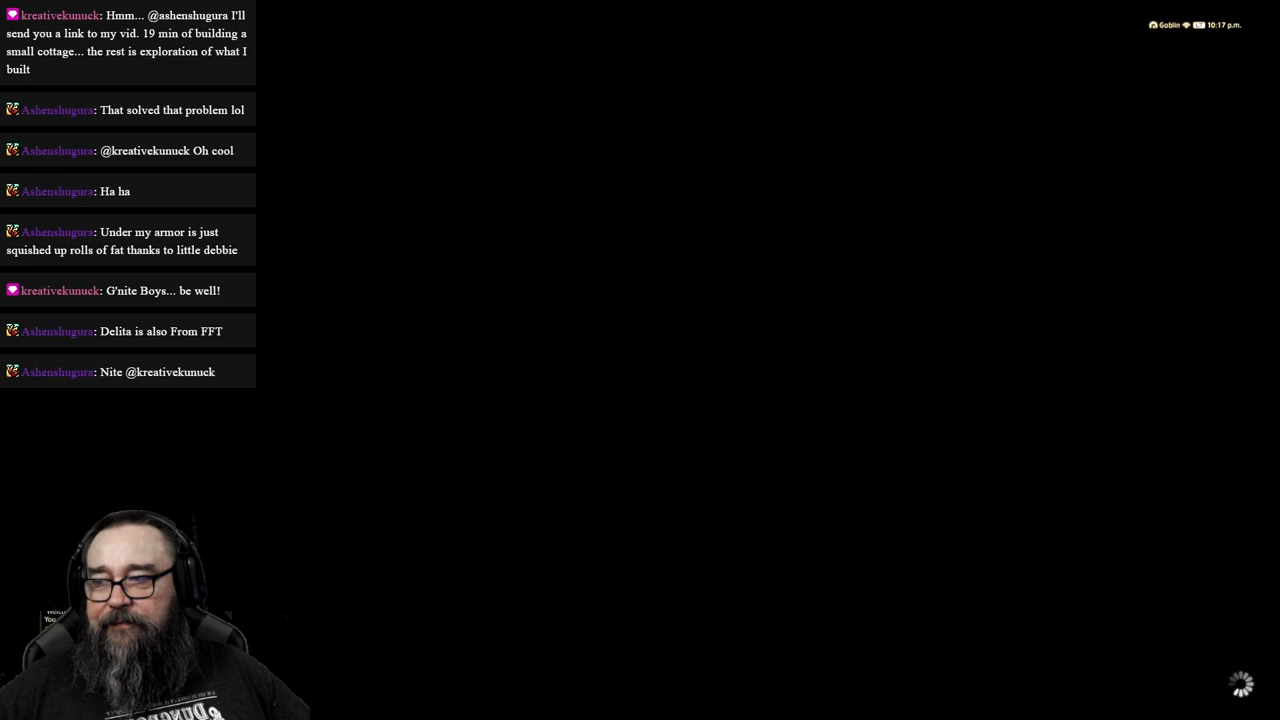 kreativekunuck: Hmm... @ashenshugura I'll
send you a link to my vid. 19 min of building a
small cottage... the rest is exploration of what I
built
Ashenshugura: That solved that problem lol
Ashenshugura: @kreativekunuck Oh cool
Ashenshugura: Ha ha
Ashenshugura: Under my armor is just
squished up rolls of fat thanks to little debbie
kreativekunuck: G'nite Boys... be well!
Ashenshugura: Delita is also From FFT
Ashenshugura: Nite @kreativekunuck
Goblin LT 10:17 p.m.
You